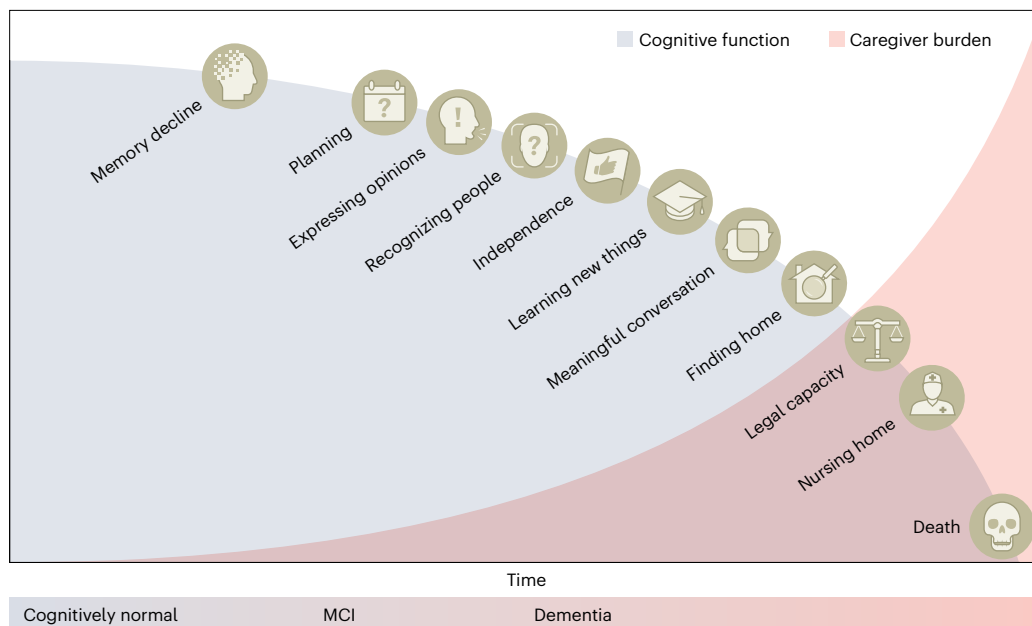 Cognitive function
Caregiver burden
Memory decline
Planning
?
Expressing opinions
!
Recognizing people
?
Independence
Learning new things
Meaningful conversation
Finding home
Legal capacity
Nursing home
Death
Time
Cognitively normal
MCI
Dementia